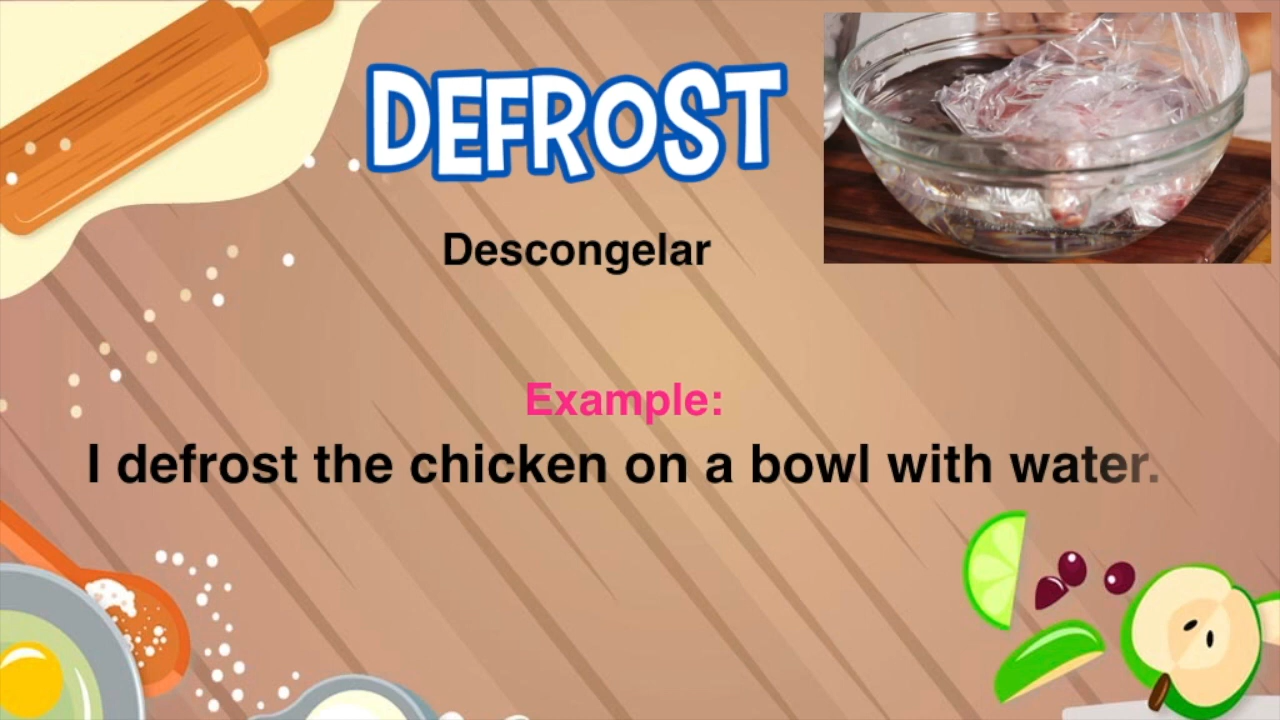 DEFROST
Descongelar
Example:
I defrost the chicken on a bowl with water.